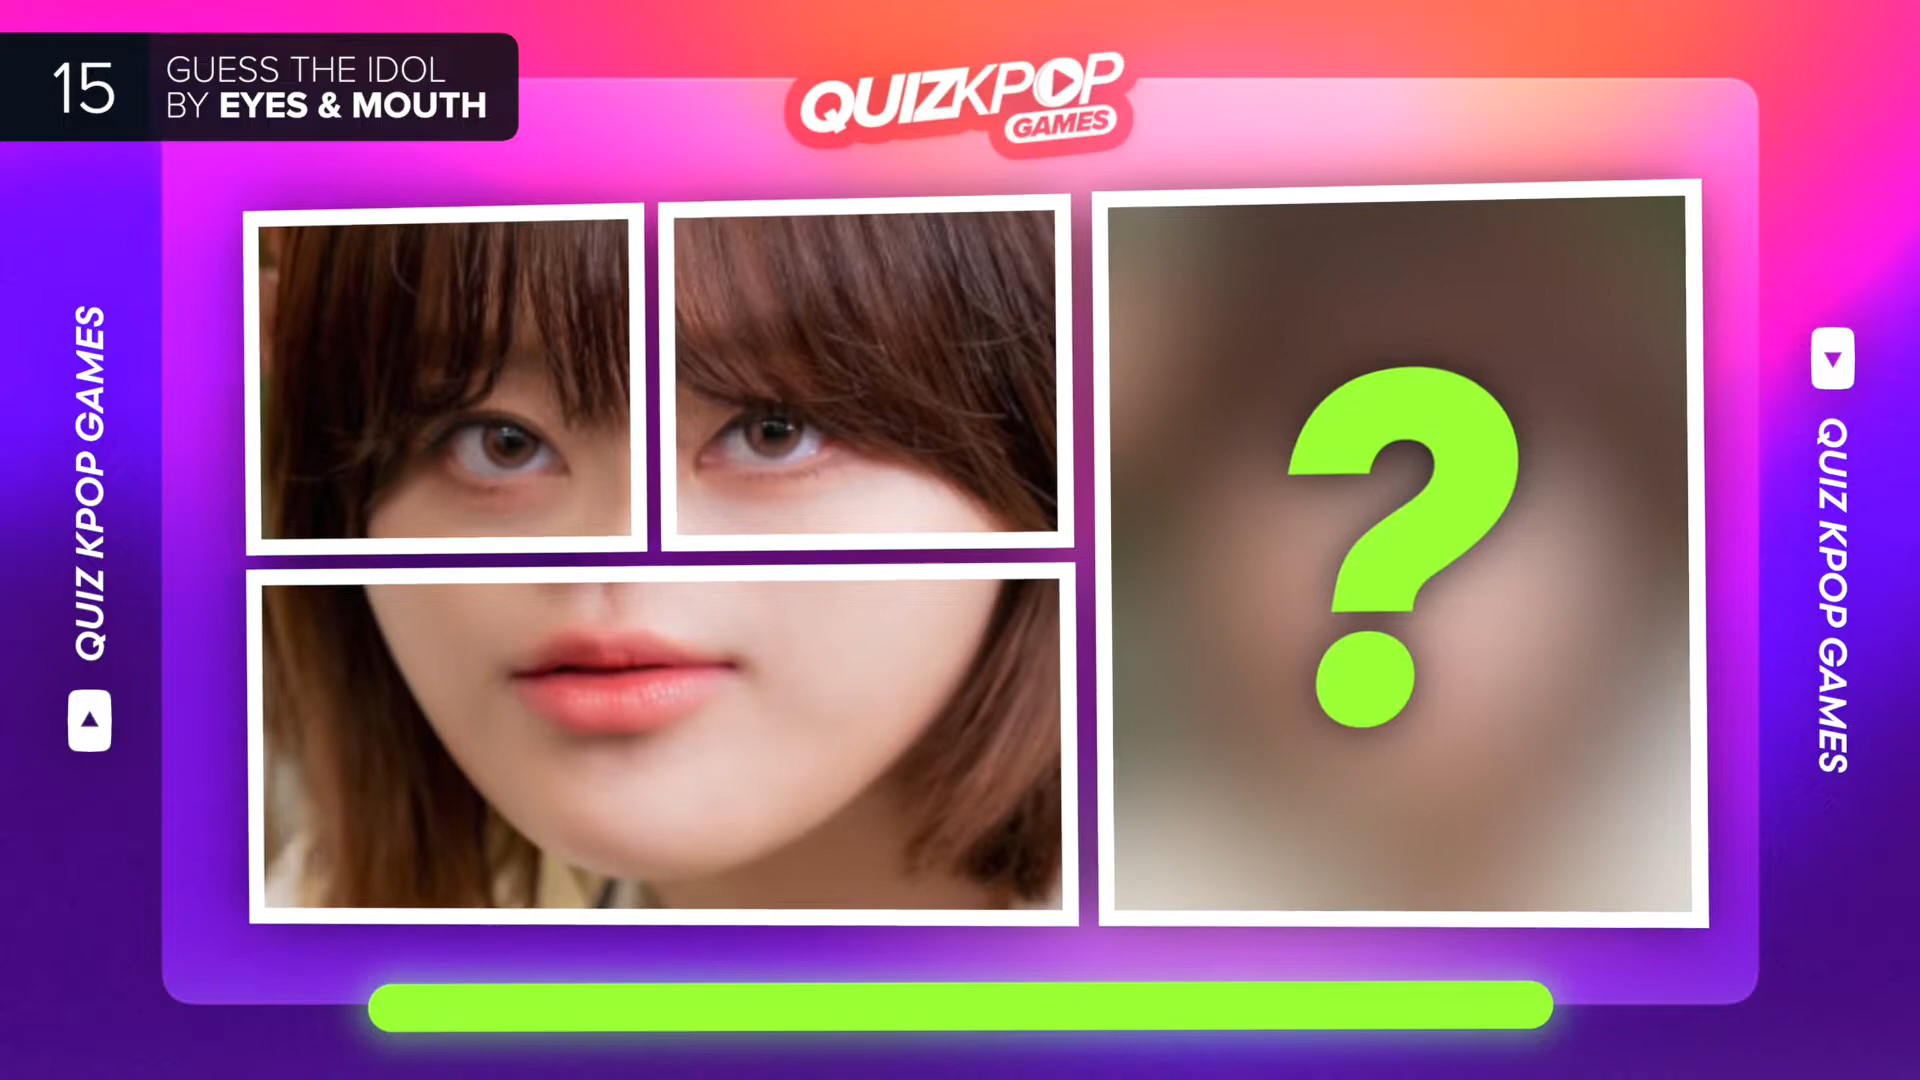 15
GUESS THE IDOL
BY EYES & MOUTH
QUIZKPOP
GAMES
QUIZ KPOP GAMES
?
QUIZ KPOP GAMES